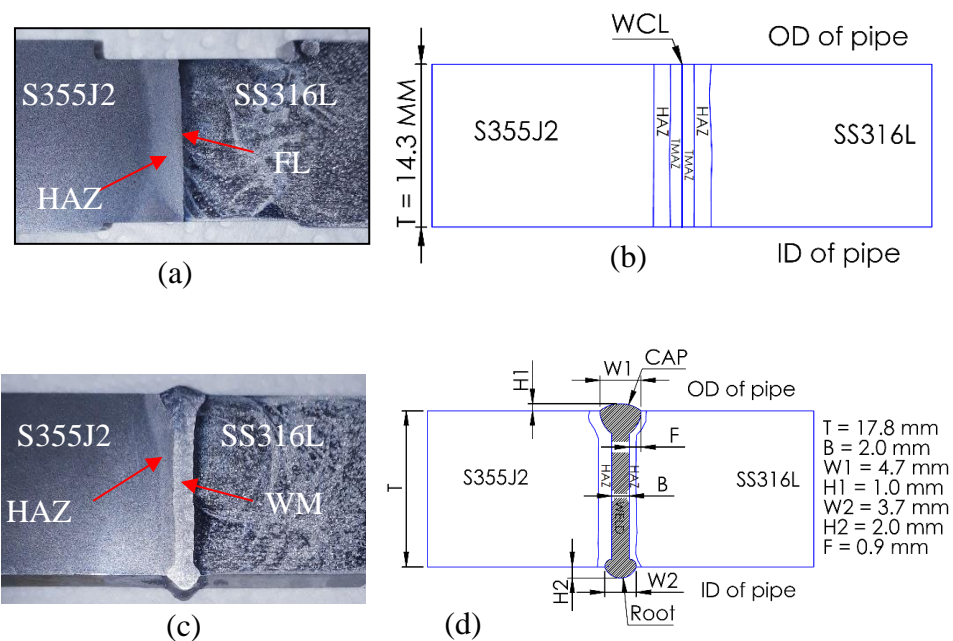 S355J2
SS316L
FL
HAZ
(a)
WCL
OD of pipe
T = 14.3 MM
S355J2
HAZ
TMAZ
TMAZ
HAZ
SS316L
ID of pipe
(b)
S355J2
SS316L
HAZ
WM
(c)
H1
W1
CAP
OD of pipe
F
T
S355J2
HAZ
HAZ
B
WELD
SS316L
T = 17.8 mm
B = 2.0 mm
W1 = 4.7 mm
H1 = 1.0 mm
W2 = 3.7 mm
H2 = 2.0 mm
F = 0.9 mm
H2
W2
ID of pipe
Root
(d)